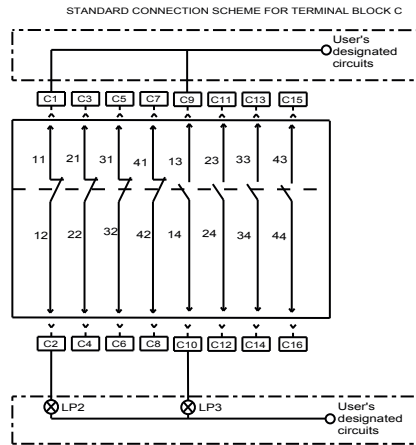 STANDARD CONNECTION SCHEME FOR TERMINAL BLOCK C
User's
designated
circuits
C1 C3 C5 C7 C9 C11 C13 C15
11 21 31 41 13 23 33 43
12 22 32 42 14 24 34 44
C2 C4 C6 C8 C10 C12 C14 C16
LP2 LP3
User's
designated
circuits